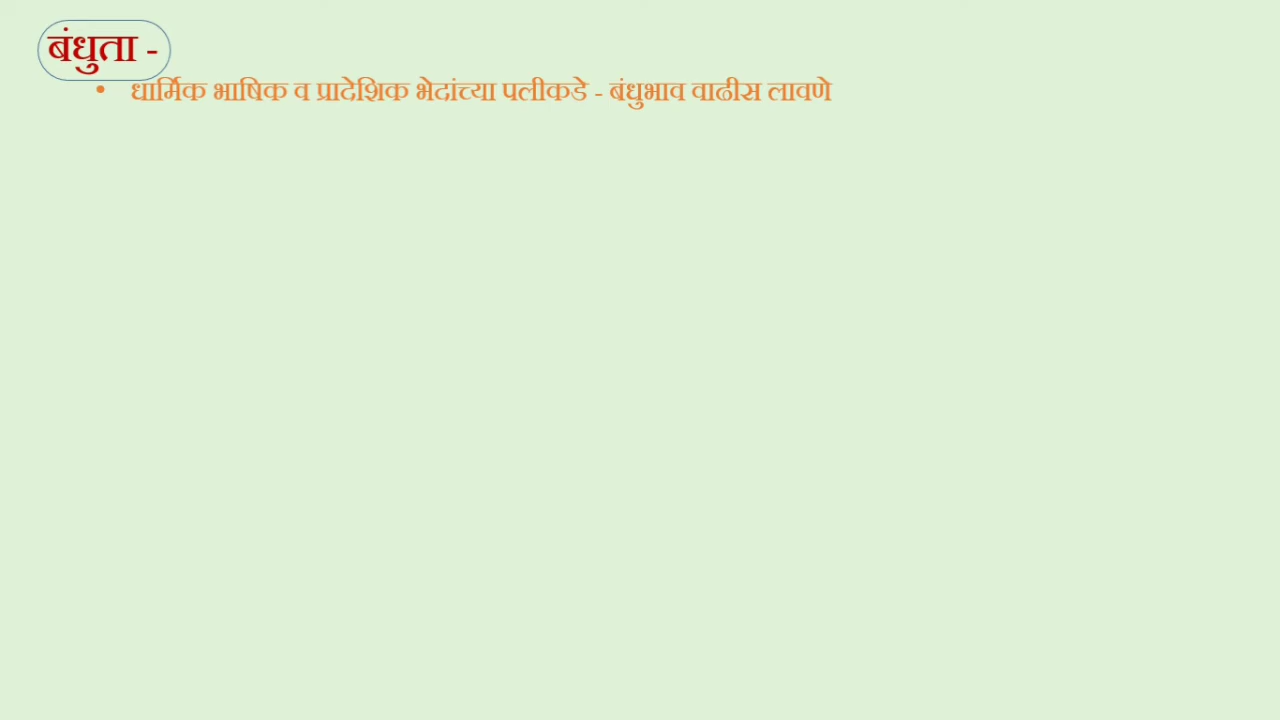 बंधुता -
• धार्मिक भाषिक व प्रादेशिक भेदांच्या पलीकडे - बंधुभाव वाढीस लावणे